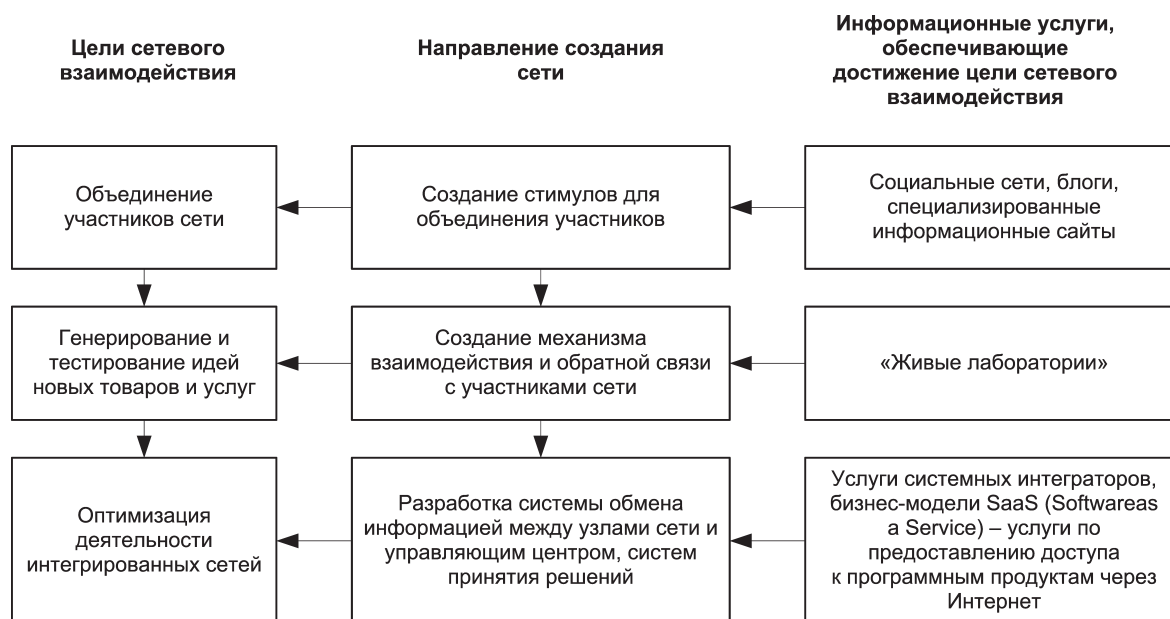 Цели сетевого
взаимодействия
Направление создания
сети
Информационные услуги,
обеспечивающие
достижение цели сетевого
взаимодействия
Объединение
участников сети
Создание стимулов для
объединения участников
Социальные сети, блоги,
специализированные
информационные сайты
Генерирование и
тестирование идей
новых товаров и услуг
Создание механизма
взаимодействия и обратной связи
с участниками сети
«Живые лаборатории»
Оптимизация
деятельности
интегрированных сетей
Разработка системы обмена
информацией между узлами сети и
управляющим центром, систем
принятия решений
Услуги системных интеграторов,
бизнес-модели SaaS (Softwareas
a Service) – услуги по
предоставлению доступа
к программным продуктам через
Интернет